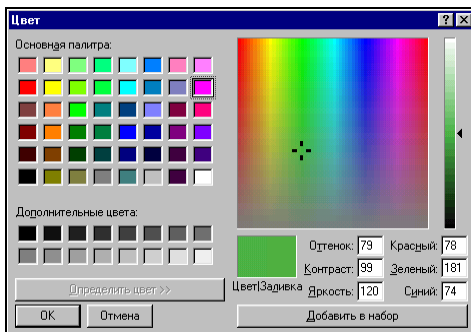 Цвет
Основная палитра:
Дополнительные цвета:
Определить цвет >>
ОК
Отмена
Цвет|Заливка
Оттенок: 79
Красный: 78
Контраст: 99
Зеленый: 181
Яркость: 120
Синий: 74
Добавить в набор